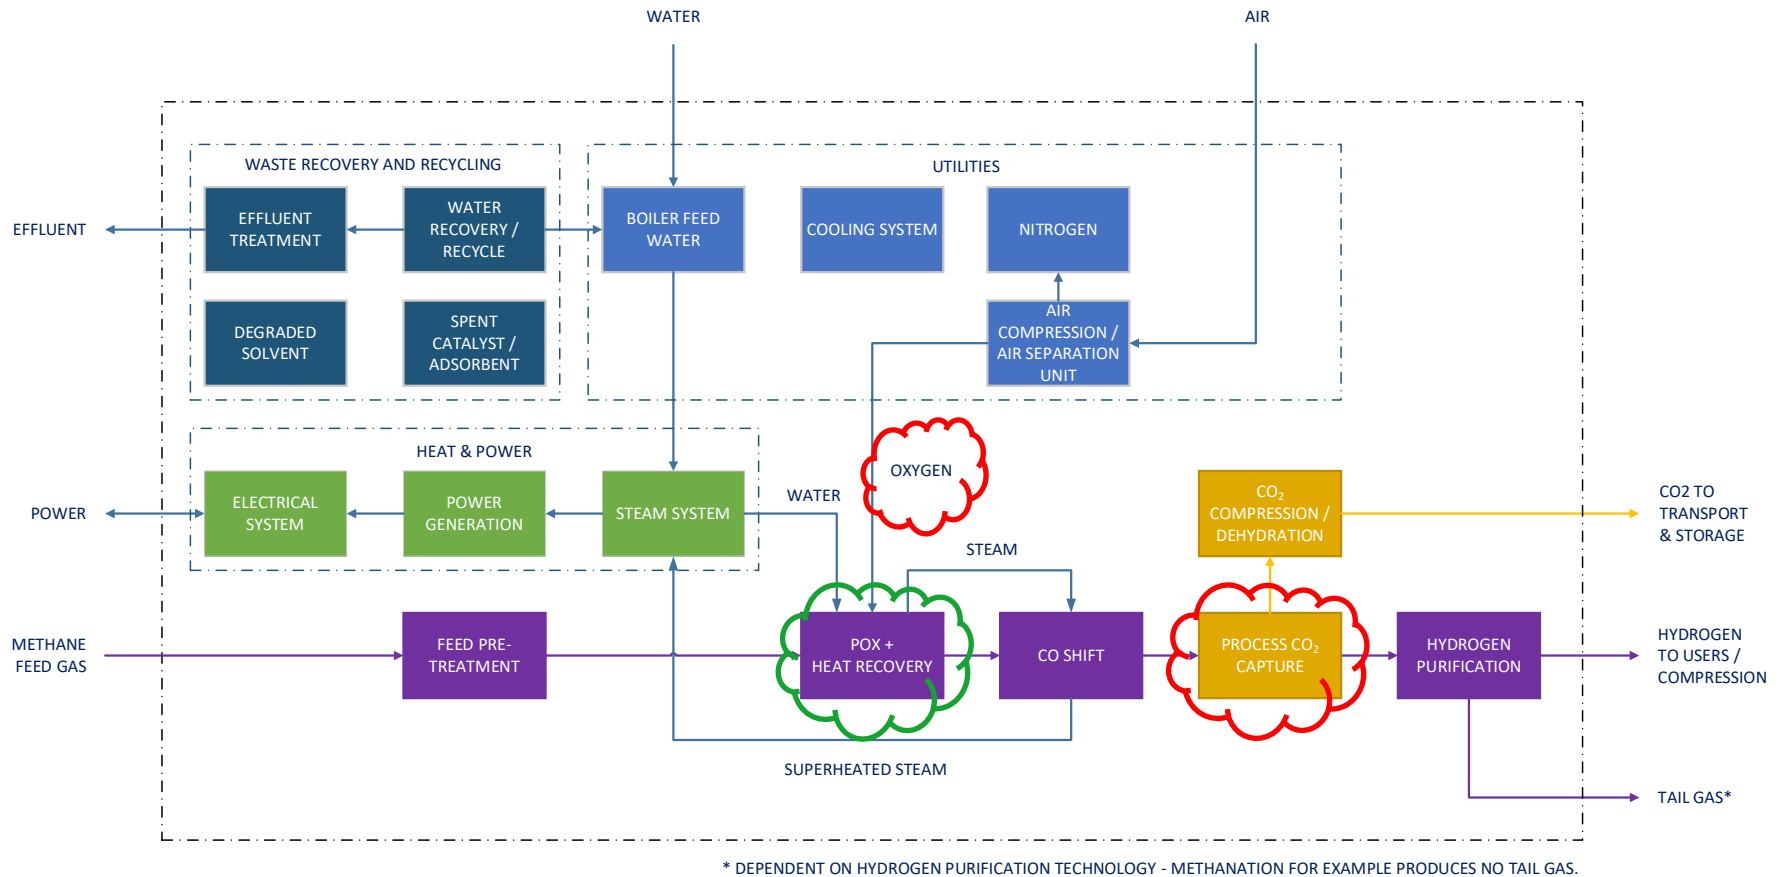 WATER
AIR
WASTE RECOVERY AND RECYCLING
UTILITIES
EFFLUENT
EFFLUENT
TREATMENT
WATER
RECOVERY /
RECYCLE
BOILER FEED
WATER
COOLING SYSTEM
NITROGEN
DEGRADED
SOLVENT
SPENT
CATALYST /
ADSORBENT
AIR
COMPRESSION /
AIR SEPARATION
UNIT
HEAT & POWER
OXYGEN
POWER
ELECTRICAL
SYSTEM
POWER
GENERATION
STEAM SYSTEM
WATER
CO₂
COMPRESSION /
DEHYDRATION
CO2 TO
TRANSPORT
& STORAGE
STEAM
METHANE
FEED GAS
FEED PRE-
TREATMENT
POX +
HEAT RECOVERY
CO SHIFT
PROCESS CO₂
CAPTURE
HYDROGEN
PURIFICATION
HYDROGEN
TO USERS /
COMPRESSION
SUPERHEATED STEAM
TAIL GAS*
* DEPENDENT ON HYDROGEN PURIFICATION TECHNOLOGY - METHANATION FOR EXAMPLE PRODUCES NO TAIL GAS.